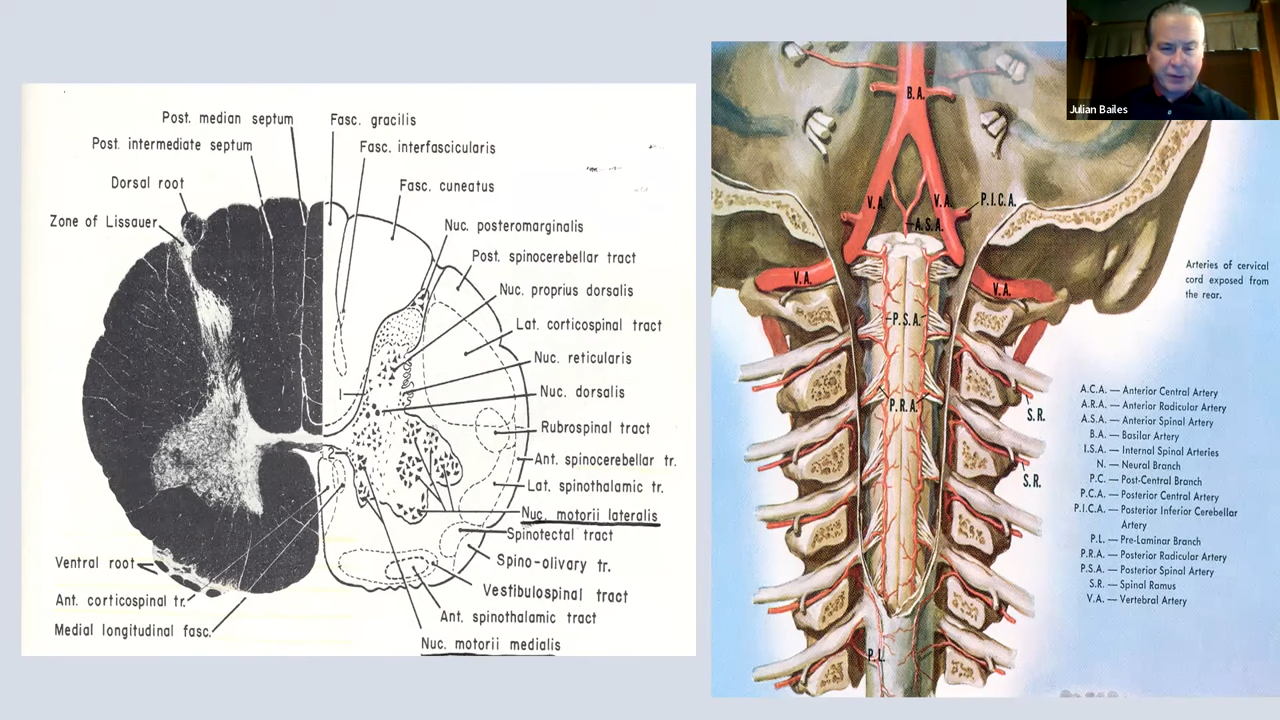 Post. median septum
Fasc. gracilis
Post. intermediate septum
Fasc. interfascicularis
Dorsal root
Fasc. cuneatus
Zone of Lissauer
Nuc. posteromarginalis
Post. spinocerebellar tract
Nuc. proprius dorsalis
Lat. corticospinal tract
Nuc. reticularis
Nuc. dorsalis
I
Rubrospinal tract
Ant. spinocerebellar tr.
Lat. spinothalamic tr.
Nuc. motorii lateralis
Spinotectal tract
Spino-olivary tr.
Vestibulospinal tract
Ant. spinothalamic tract
Nuc. motorii medialis
Ventral root
Ant. corticospinal tr.
Medial longitudinal fasc.
B.A.
V.A.
V.A.
P.I.C.A.
A.S.A.
V.A.
V.A.
P.S.A.
P.R.A.
S.R.
S.R.
P.L.
Arteries of cervical
cord exposed from
the rear.
A.C.A. — Anterior Central Artery
A.R.A. — Anterior Radicular Artery
A.S.A. — Anterior Spinal Artery
B.A. — Basilar Artery
I.S.A. — Internal Spinal Arteries
N. — Neural Branch
P.C. — Post-Central Branch
P.C.A. — Posterior Central Artery
P.I.C.A. — Posterior Inferior Cerebellar
Artery
P.L. — Pre-Laminar Branch
P.R.A. — Posterior Radicular Artery
P.S.A. — Posterior Spinal Artery
S.R. — Spinal Ramus
V.A. — Vertebral Artery
Julian Bailes